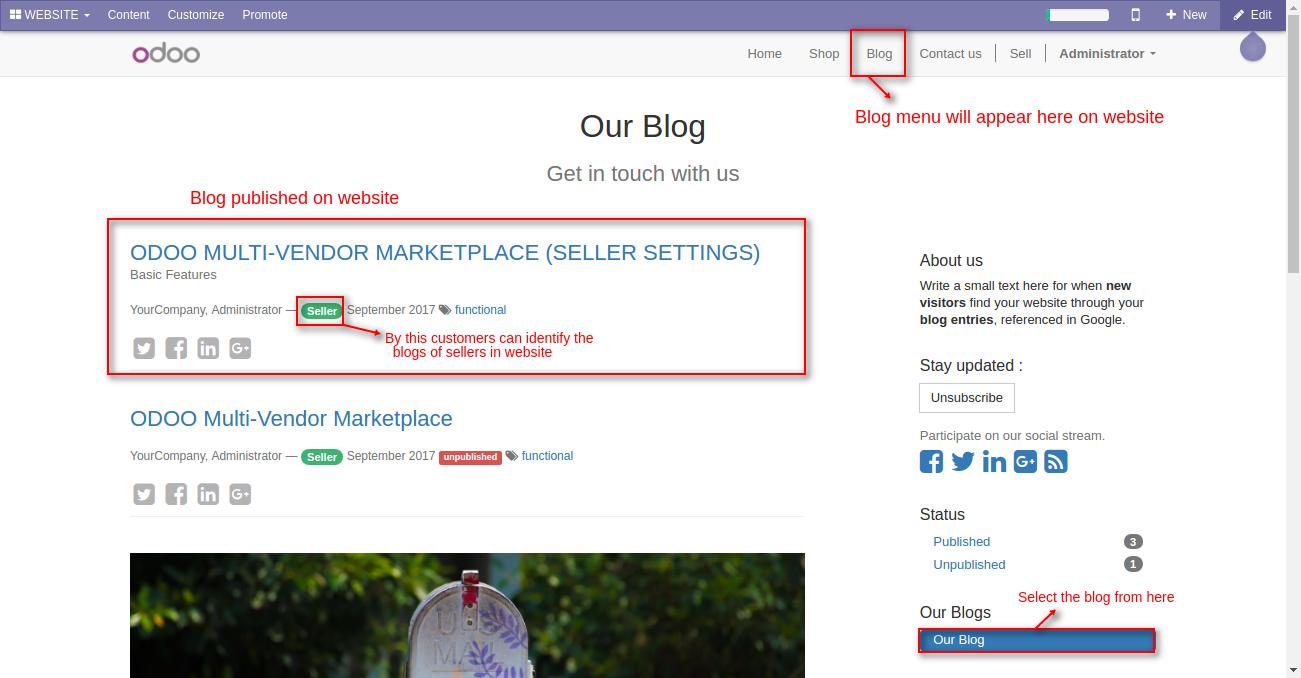 WEBSITE Content Customize Promote New Edit
odoo Home Shop Blog Contact us Sell Administrator
Blog menu will appear here on website
Our Blog
Get in touch with us
Blog published on website
ODOO MULTI-VENDOR MARKETPLACE (SELLER SETTINGS)
Basic Features
YourCompany, Administrator — Seller September 2017 functional
By this customers can identify the
blogs of sellers in website
ODOO Multi-Vendor Marketplace
YourCompany, Administrator — Seller September 2017 unpublished functional
About us
Write a small text here for when new
visitors find your website through your
blog entries, referenced in Google.
Stay updated :
Unsubscribe
Participate on our social stream.
Status
Published 3
Unpublished 1
Select the blog from here
Our Blogs
Our Blog